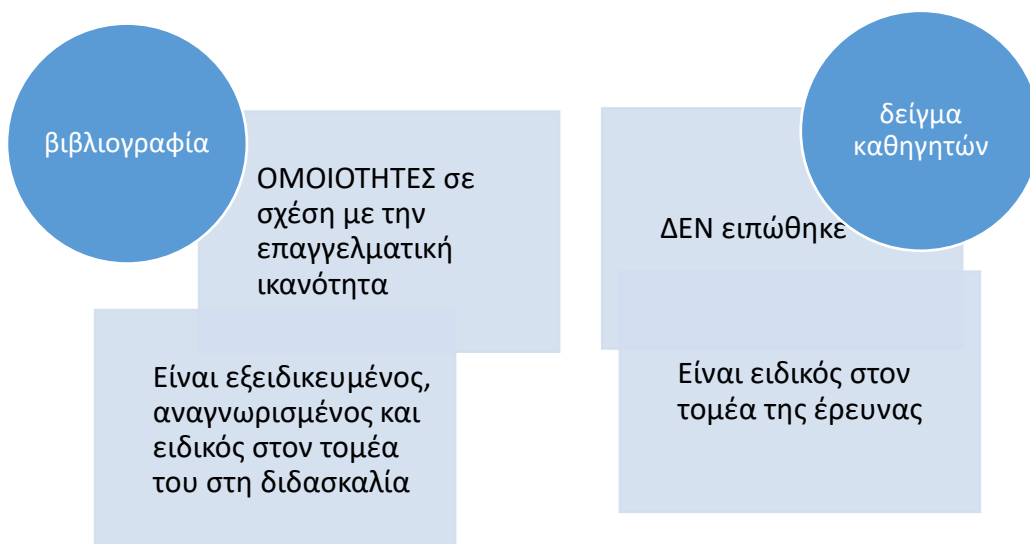 βιβλιογραφία
ΟΜΟΙΟΤΗΤΕΣ σε
σχέση με την
επαγγελματική
ικανότητα
Είναι εξειδικευμένος,
αναγνωρισμένος και
ειδικός στον τομέα
του στη διδασκαλία
δείγμα
καθηγητών
ΔΕΝ ειπώθηκε
Είναι ειδικός στον
τομέα της έρευνας